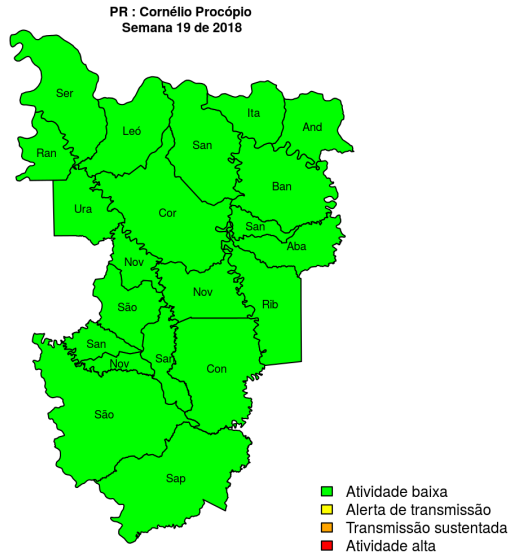 PR : Cornélio Procópio
Semana 19 de 2018
Ser
Ita
And
Leó
San
Ran
Ban
Ura
Cor
San
Aba
Nov
Nov
Rib
São
San
San
Nov
Con
São
Sap
Atividade baixa
Alerta de transmissão
Transmissão sustentada
Atividade alta